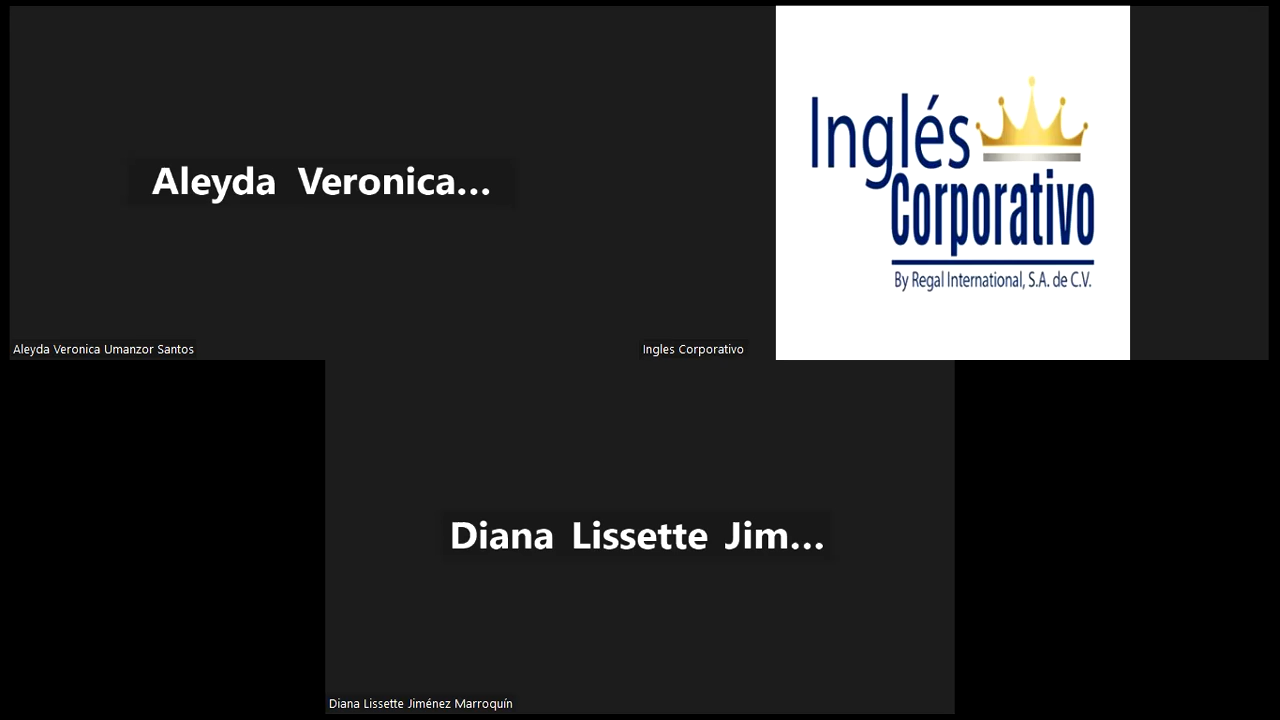 Aleyda Veronica...
Aleyda Veronica Umanzor Santos
Inglés
Corporativo
By Regal International, S.A. de C.V.
Ingles Corporativo
Diana Lissette Jim...
Diana Lissette Jiménez Marroquín